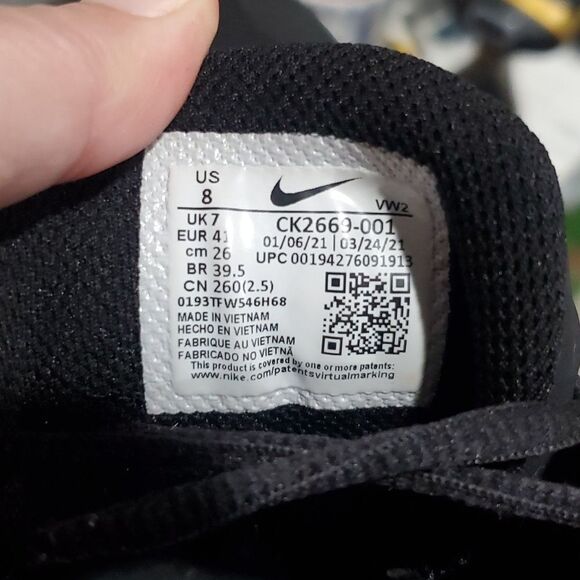 US
8
VW2
UK 7
CK2669-001
EUR 41
01/06/21 | 03/24/21
cm 26
UPC 00194276091913
BR 39.5
CN 260(2.5)
0193TFW546H68
MADE IN VIETNAM
HECHO EN VIETNAM
FABRIQUE AU VIETNAM
FABRICADO NO VIETNÃ
This product is covered by one or more patents:
www.nike.com/patentsvirtualmarking